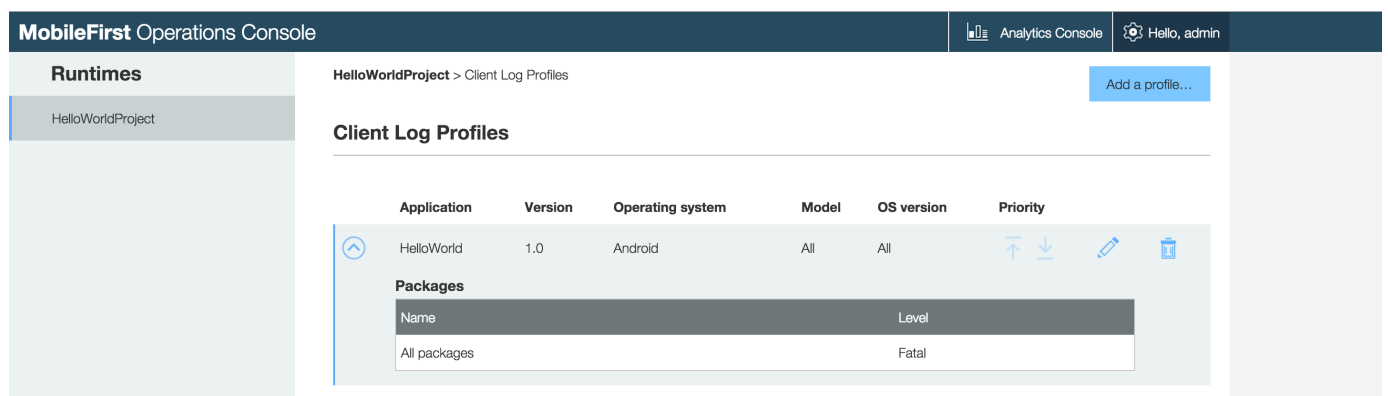 MobileFirst Operations Console
Analytics Console
Hello, admin
Runtimes
HelloWorldProject
HelloWorldProject > Client Log Profiles
Add a profile...
Client Log Profiles
Application Version Operating system Model OS version Priority
HelloWorld 1.0 Android All All
Packages
Name Level
All packages Fatal